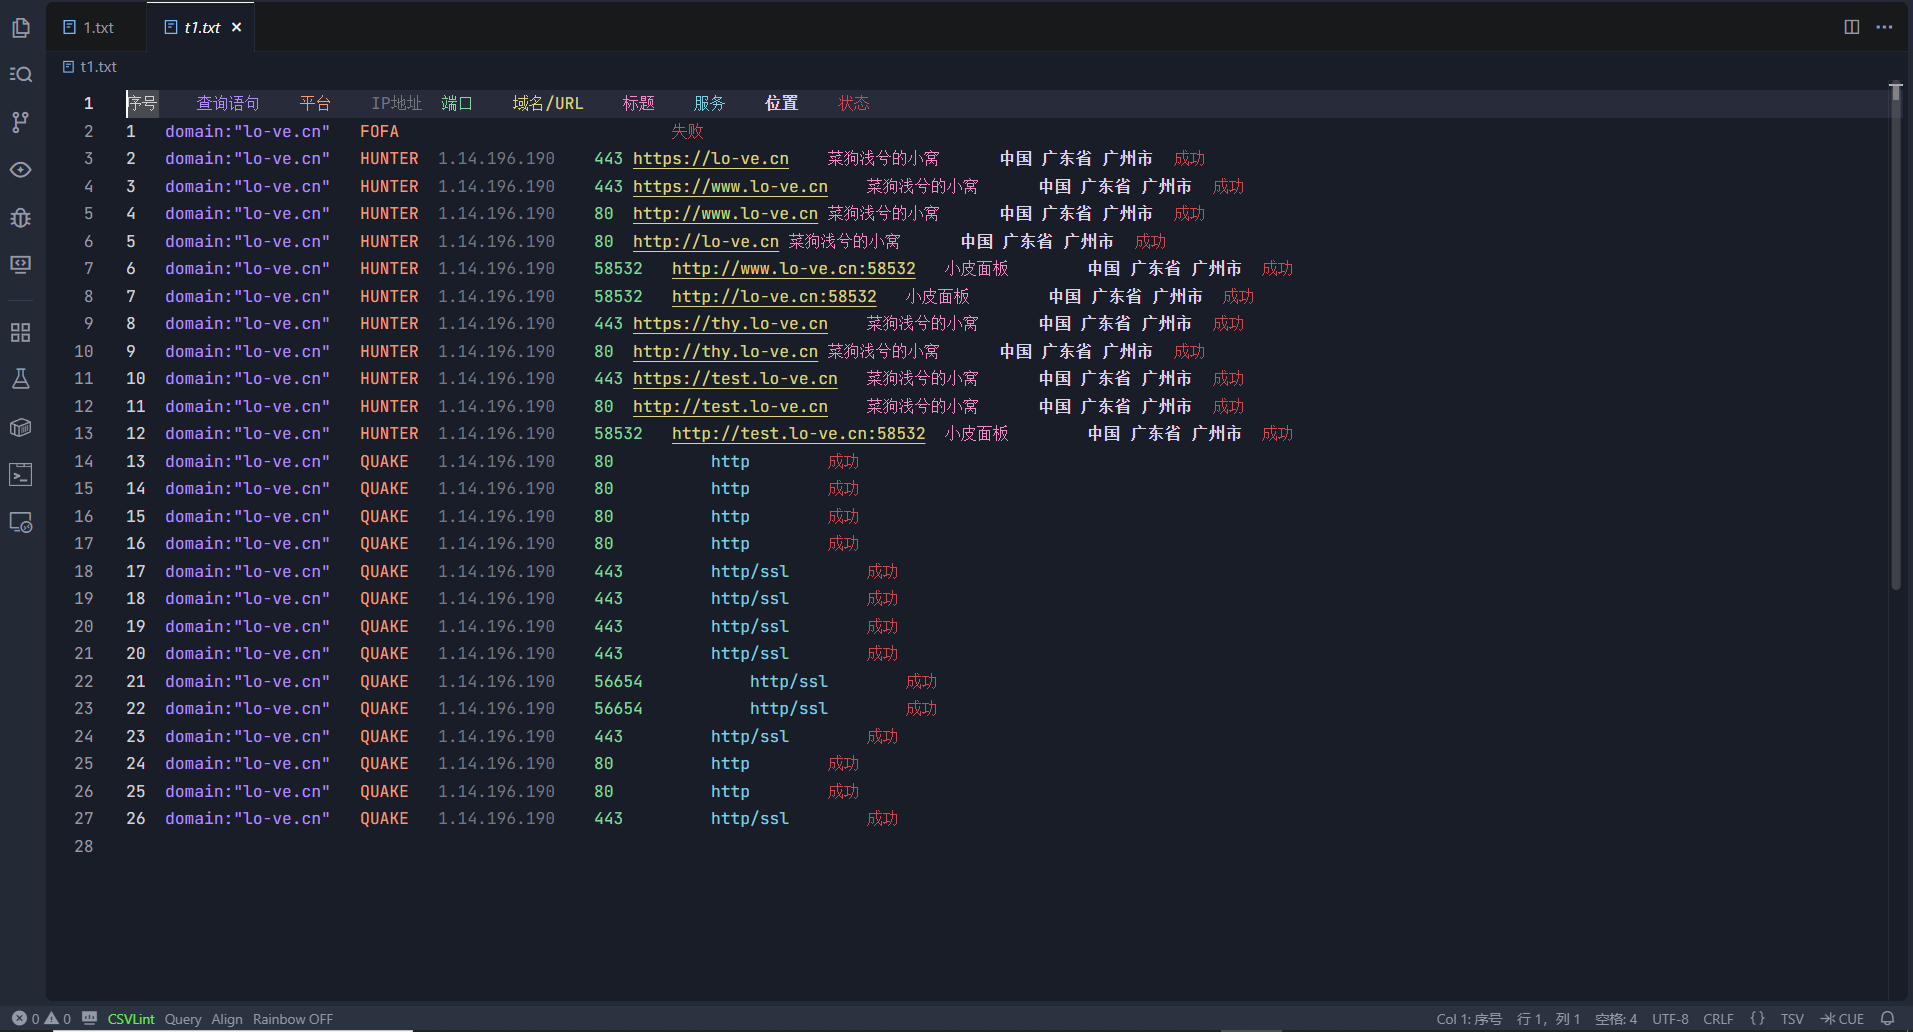 1.txt t1.txt
t1.txt
1 序号 查询语句 平台 IP地址 端口 域名/URL 标题 服务 位置 状态
2 1 domain:"lo-ve.cn" FOFA 失败
3 2 domain:"lo-ve.cn" HUNTER 1.14.196.190 443 https://lo-ve.cn 菜狗浅兮的小窝 中国 广东省 广州市 成功
4 3 domain:"lo-ve.cn" HUNTER 1.14.196.190 443 https://www.lo-ve.cn 菜狗浅兮的小窝 中国 广东省 广州市 成功
5 4 domain:"lo-ve.cn" HUNTER 1.14.196.190 80 http://www.lo-ve.cn 菜狗浅兮的小窝 中国 广东省 广州市 成功
6 5 domain:"lo-ve.cn" HUNTER 1.14.196.190 80 http://lo-ve.cn 菜狗浅兮的小窝 中国 广东省 广州市 成功
7 6 domain:"lo-ve.cn" HUNTER 1.14.196.190 58532 http://www.lo-ve.cn:58532 小皮面板 中国 广东省 广州市 成功
8 7 domain:"lo-ve.cn" HUNTER 1.14.196.190 58532 http://lo-ve.cn:58532 小皮面板 中国 广东省 广州市 成功
9 8 domain:"lo-ve.cn" HUNTER 1.14.196.190 443 https://thy.lo-ve.cn 菜狗浅兮的小窝 中国 广东省 广州市 成功
10 9 domain:"lo-ve.cn" HUNTER 1.14.196.190 80 http://thy.lo-ve.cn 菜狗浅兮的小窝 中国 广东省 广州市 成功
11 10 domain:"lo-ve.cn" HUNTER 1.14.196.190 443 https://test.lo-ve.cn 菜狗浅兮的小窝 中国 广东省 广州市 成功
12 11 domain:"lo-ve.cn" HUNTER 1.14.196.190 80 http://test.lo-ve.cn 菜狗浅兮的小窝 中国 广东省 广州市 成功
13 12 domain:"lo-ve.cn" HUNTER 1.14.196.190 58532 http://test.lo-ve.cn:58532 小皮面板 中国 广东省 广州市 成功
14 13 domain:"lo-ve.cn" QUAKE 1.14.196.190 80 http 成功
15 14 domain:"lo-ve.cn" QUAKE 1.14.196.190 80 http 成功
16 15 domain:"lo-ve.cn" QUAKE 1.14.196.190 80 http 成功
17 16 domain:"lo-ve.cn" QUAKE 1.14.196.190 80 http 成功
18 17 domain:"lo-ve.cn" QUAKE 1.14.196.190 443 http/ssl 成功
19 18 domain:"lo-ve.cn" QUAKE 1.14.196.190 443 http/ssl 成功
20 19 domain:"lo-ve.cn" QUAKE 1.14.196.190 443 http/ssl 成功
21 20 domain:"lo-ve.cn" QUAKE 1.14.196.190 443 http/ssl 成功
22 21 domain:"lo-ve.cn" QUAKE 1.14.196.190 56654 http/ssl 成功
23 22 domain:"lo-ve.cn" QUAKE 1.14.196.190 56654 http/ssl 成功
24 23 domain:"lo-ve.cn" QUAKE 1.14.196.190 443 http/ssl 成功
25 24 domain:"lo-ve.cn" QUAKE 1.14.196.190 80 http 成功
26 25 domain:"lo-ve.cn" QUAKE 1.14.196.190 80 http 成功
27 26 domain:"lo-ve.cn" QUAKE 1.14.196.190 443 http/ssl 成功
28
0 0 CSVLint Query Align Rainbow OFF Col 1: 序号 行 1，列 1 空格: 4 UTF-8 CRLF {} TSV CUE